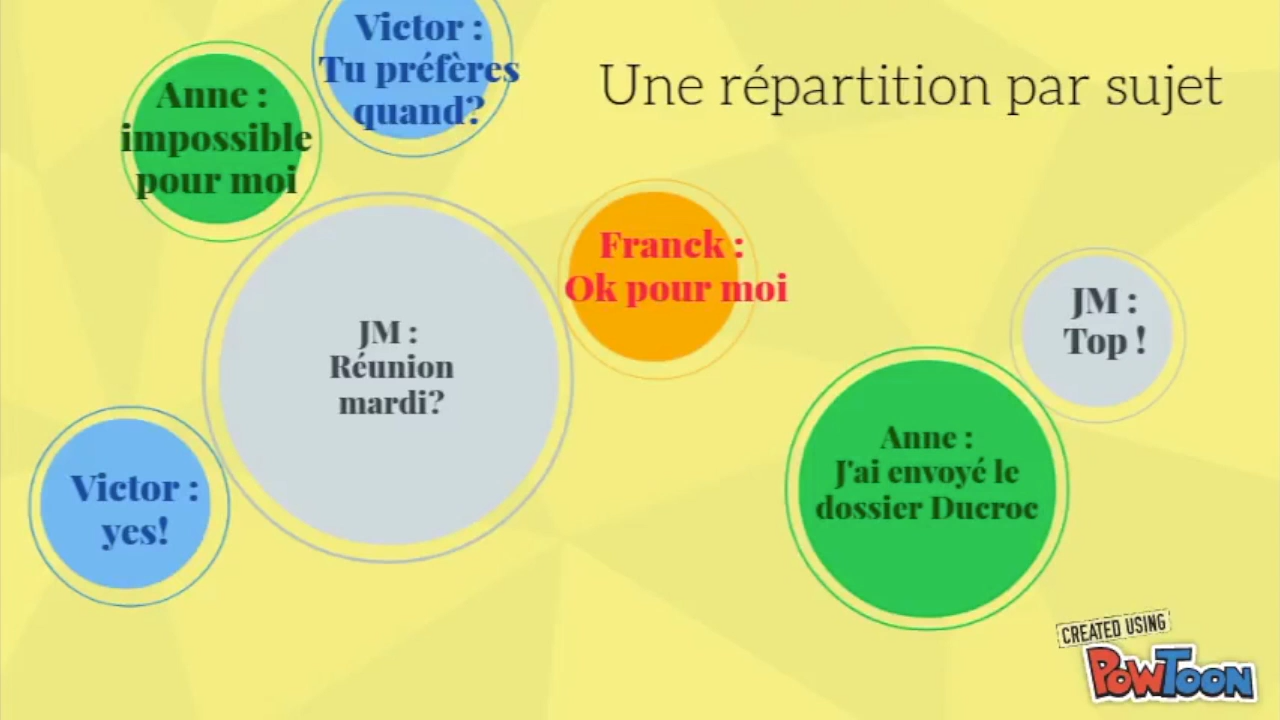 Une répartition par sujet
Victor :
Tu préfères
quand?
Anne :
impossible
pour moi
Franck :
Ok pour moi
JM :
Réunion
mardi?
Victor :
yes!
JM :
Top !
Anne :
J'ai envoyé le
dossier Ducroc
CREATED USING
POWTOON